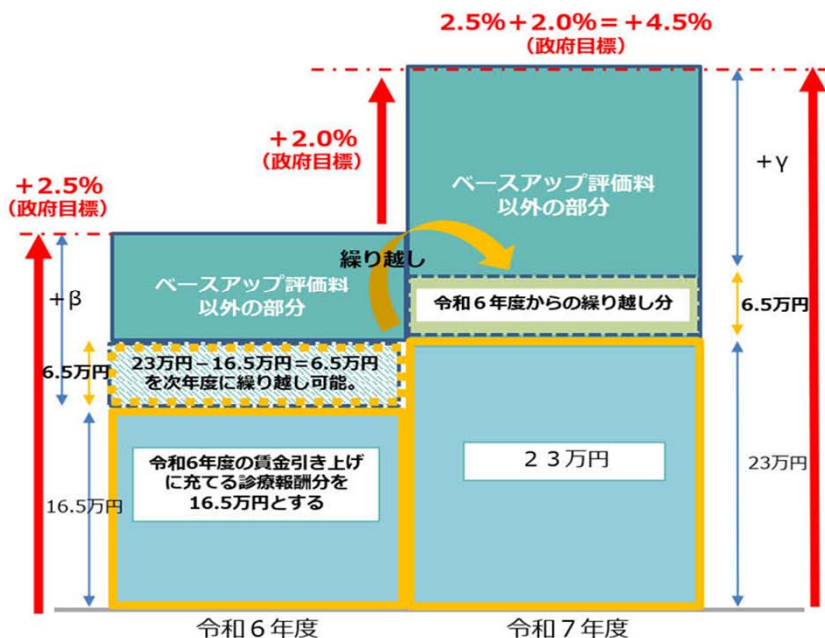 2.5%+2.0%= +4.5%
（政府目標）
+2.0%
（政府目標）
+2.5%
（政府目標）
+γ
ベースアップ評価料
以外の部分
繰り越し
ベースアップ評価料
以外の部分
+β
令和６年度からの繰り越し分
6.5万円
6.5万円
23万円－16.5万円＝6.5万円
を次年度に繰り越し可能。
令和6年度の賃金引き上げ
に充てる診療報酬分を
16.5万円とする
16.5万円
２３万円
23万円
令和６年度
令和７年度